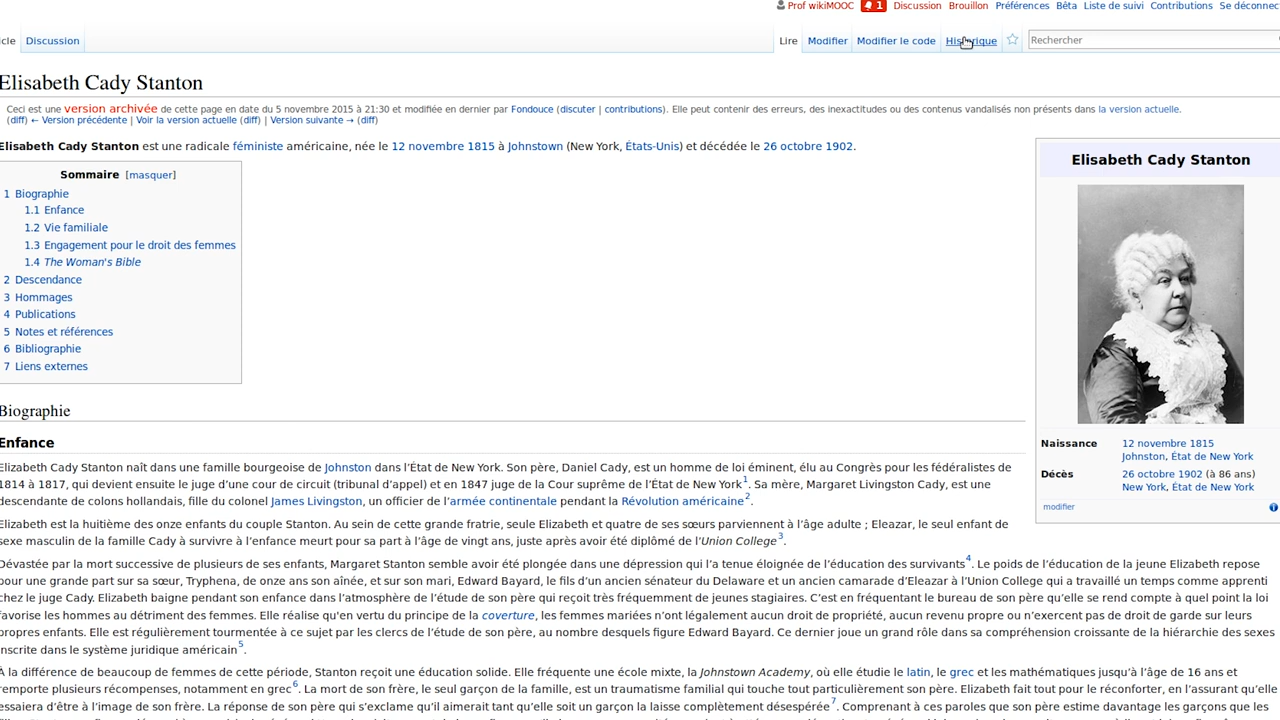 Prof wikiMOOC 1 Discussion Brouillon Préférences Bêta Liste de suivi Contributions Se déconnec
cle Discussion Lire Modifier Modifier le code Historique Rechercher
Elisabeth Cady Stanton
Ceci est une version archivée de cette page en date du 5 novembre 2015 à 21:30 et modifiée en dernier par Fondouce (discuter | contributions). Elle peut contenir des erreurs, des inexactitudes ou des contenus vandalisés non présents dans la version actuelle.
(diff) ← Version précédente | Voir la version actuelle (diff) | Version suivante → (diff)
Elisabeth Cady Stanton est une radicale féministe américaine, née le 12 novembre 1815 à Johnstown (New York, États-Unis) et décédée le 26 octobre 1902.
Sommaire [masquer]
1 Biographie
1.1 Enfance
1.2 Vie familiale
1.3 Engagement pour le droit des femmes
1.4 The Woman's Bible
2 Descendance
3 Hommages
4 Publications
5 Notes et références
6 Bibliographie
7 Liens externes
Elisabeth Cady Stanton
Naissance 12 novembre 1815
Johnston, État de New York
Décès 26 octobre 1902 (à 86 ans)
New York, État de New York
modifier
Biographie
Enfance
Elizabeth Cady Stanton naît dans une famille bourgeoise de Johnston dans l'État de New York. Son père, Daniel Cady, est un homme de loi éminent, élu au Congrès pour les fédéralistes de
1814 à 1817, qui devient ensuite le juge d'une cour de circuit (tribunal d'appel) et en 1847 juge de la Cour suprême de l'État de New York1. Sa mère, Margaret Livingston Cady, est une
descendante de colons hollandais, fille du colonel James Livingston, un officier de l'armée continentale pendant la Révolution américaine2.
Elizabeth est la huitième des onze enfants du couple Stanton. Au sein de cette grande fratrie, seule Elizabeth et quatre de ses sœurs parviennent à l'âge adulte ; Eleazar, le seul enfant de
sexe masculin de la famille Cady à survivre à l'enfance meurt pour sa part à l'âge de vingt ans, juste après avoir été diplômé de l'Union College3.
Dévastée par la mort successive de plusieurs de ses enfants, Margaret Stanton semble avoir été plongée dans une dépression qui l'a tenue éloignée de l'éducation des survivants4. Le poids de l'éducation de la jeune Elizabeth repose
pour une grande part sur sa sœur, Tryphena, de onze ans son aînée, et sur son mari, Edward Bayard, le fils d'un ancien sénateur du Delaware et un ancien camarade d'Eleazar à l'Union College qui a travaillé un temps comme apprenti
chez le juge Cady. Elizabeth baigne pendant son enfance dans l'atmosphère de l'étude de son père qui reçoit très fréquemment de jeunes stagiaires. C'est en fréquentant le bureau de son père qu'elle se rend compte à quel point la loi
favorise les hommes au détriment des femmes. Elle réalise qu'en vertu du principe de la coverture, les femmes mariées n'ont légalement aucun droit de propriété, aucun revenu propre ou n'exercent pas de droit de garde sur leurs
propres enfants. Elle est régulièrement tourmentée à ce sujet par les clercs de l'étude de son père, au nombre desquels figure Edward Bayard. Ce dernier joue un grand rôle dans sa compréhension croissante de la hiérarchie des sexes
inscrite dans le système juridique américain5.
À la différence de beaucoup de femmes de cette période, Stanton reçoit une éducation solide. Elle fréquente une école mixte, la Johnstown Academy, où elle étudie le latin, le grec et les mathématiques jusqu'à l'âge de 16 ans et
remporte plusieurs récompenses, notamment en grec6. La mort de son frère, le seul garçon de la famille, est un traumatisme familial qui touche tout particulièrement son père. Elizabeth fait tout pour le réconforter, en l'assurant qu'elle
essaiera d'être à l'image de son frère. La réponse de son père qui s'exclame qu'il aimerait tant qu'elle soit un garçon la laisse complètement désespérée7. Comprenant à ces paroles que son père estime davantage les garçons que les